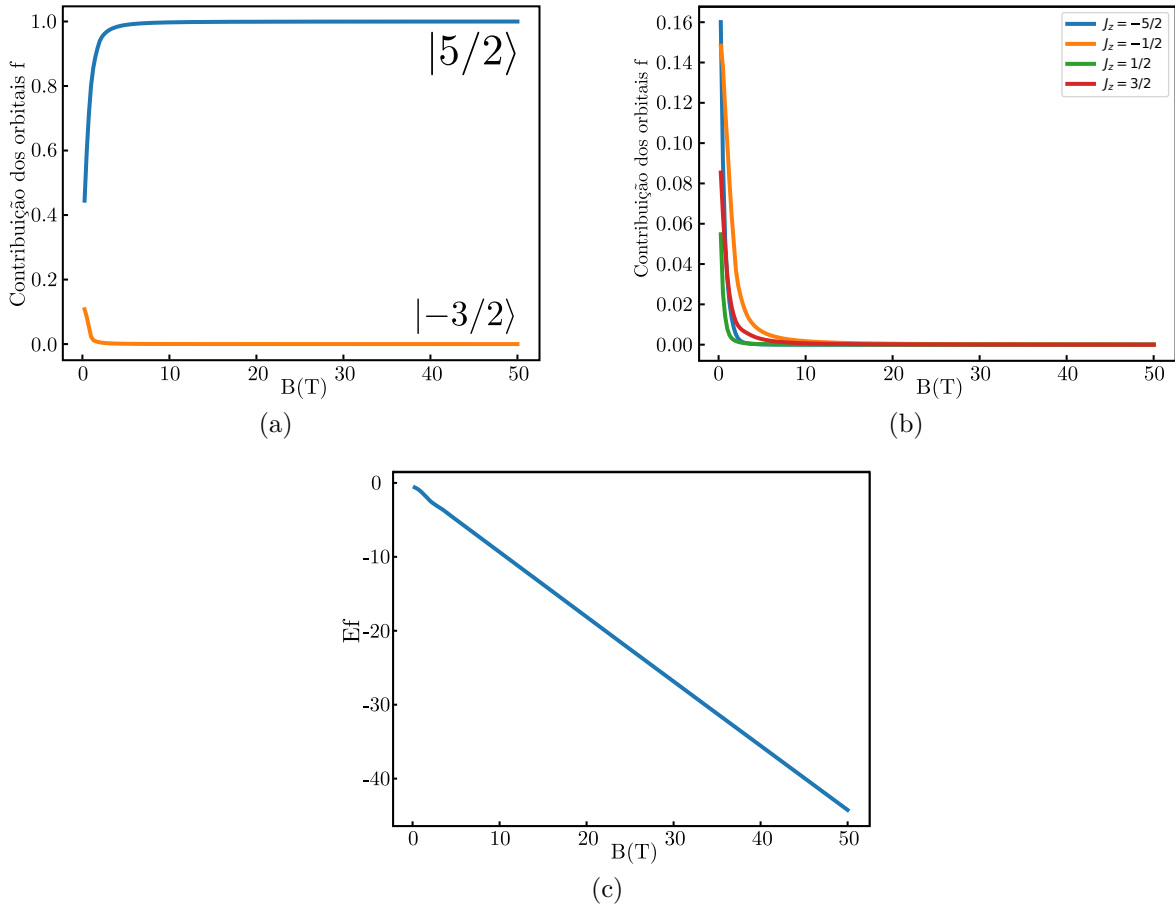 Contribuição dos orbitais f
1.0
0.8
0.6
0.4
0.2
0.0
|5/2⟩
|−3/2⟩
0 10 20 30 40 50
B(T)
(a)
Contribuição dos orbitais f
0.16
0.14
0.12
0.10
0.08
0.06
0.04
0.02
0.00
J_z = −5/2
J_z = −1/2
J_z = 1/2
J_z = 3/2
0 10 20 30 40 50
B(T)
(b)
Ef
0
-10
-20
-30
-40
0 10 20 30 40 50
B(T)
(c)